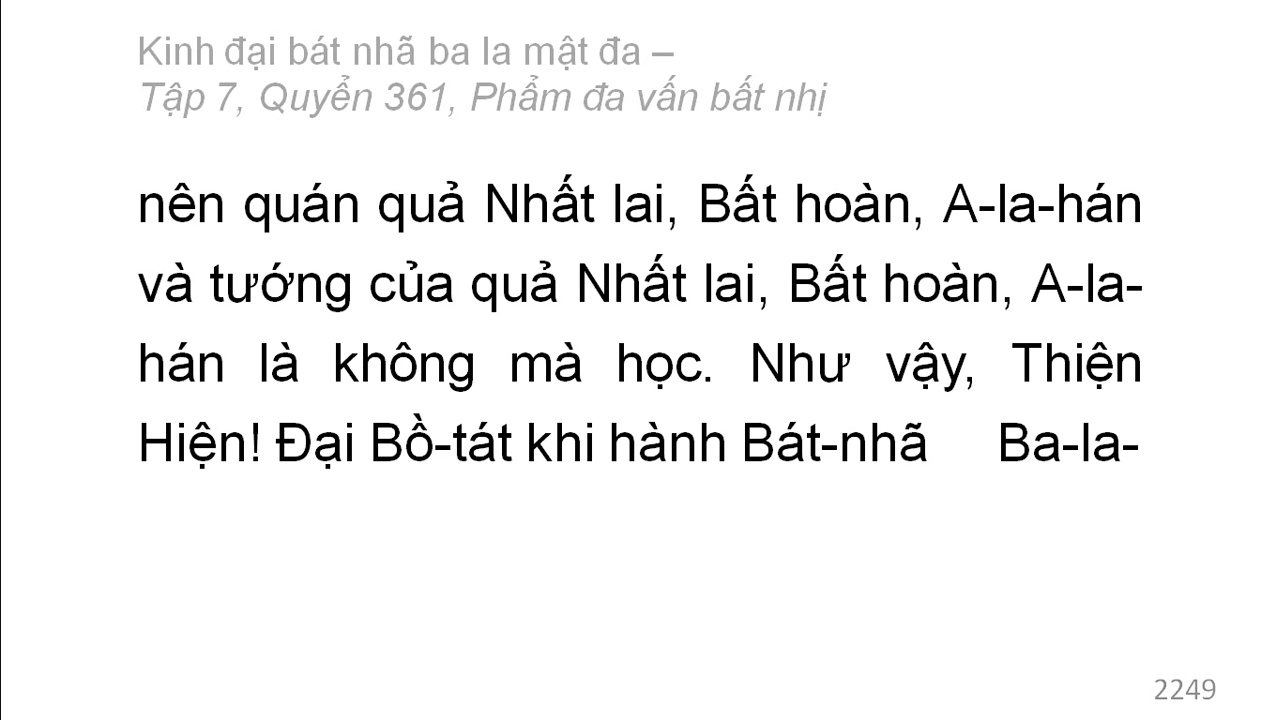 Kinh đại bát nhã ba la mật đa –
Tập 7, Quyển 361, Phẩm đa vấn bất nhị
nên quán quả Nhất lai, Bất hoàn, A-la-hán
và tướng của quả Nhất lai, Bất hoàn, A-la-
hán là không mà học. Như vậy, Thiện
Hiện! Đại Bồ-tát khi hành Bát-nhã Ba-la-
2249